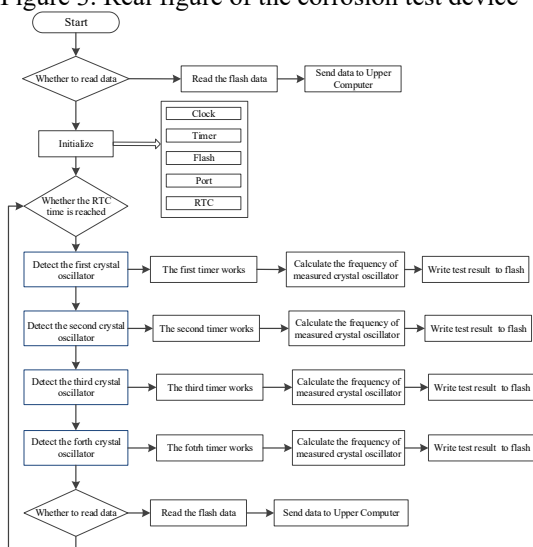 Figure 3. Real figure of the corrosion test device
Start
Whether to read data
Read the flash data
Send data to Upper
Computer
Initialize
Clock
Timer
Flash
Port
RTC
Whether the RTC
time is reached
Detect the first crystal
oscillator
The first timer works
Calculate the frequency of
measured crystal oscillator
Write test result to flash
Detect the second crystal
oscillator
The second timer works
Calculate the frequency of
measured crystal oscillator
Write test result to flash
Detect the third crystal
oscillator
The third timer works
Calculate the frequency of
measured crystal oscillator
Write test result to flash
Detect the forth crystal
oscillator
The fotrh timer works
Calculate the frequency of
measured crystal oscillator
Write test result to flash
Whether to read data
Read the flash data
Send data to Upper Computer